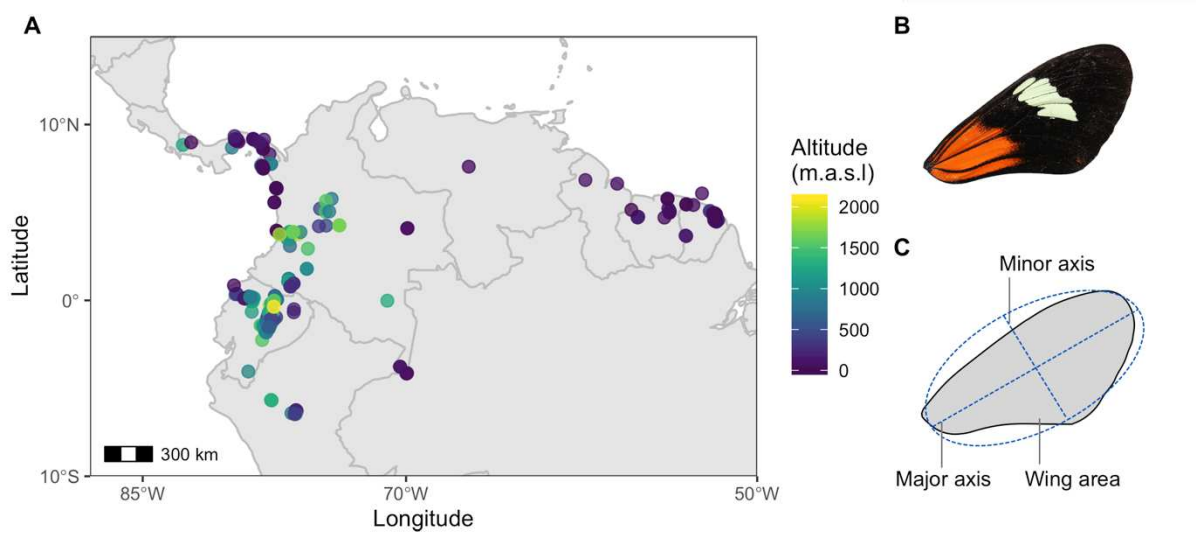 A
10°N
0°
10°S
Latitude
300 km
85°W
70°W
50°W
Longitude
Altitude
(m.a.s.l)
2000
1500
1000
500
0
B
C
Minor axis
Major axis
Wing area